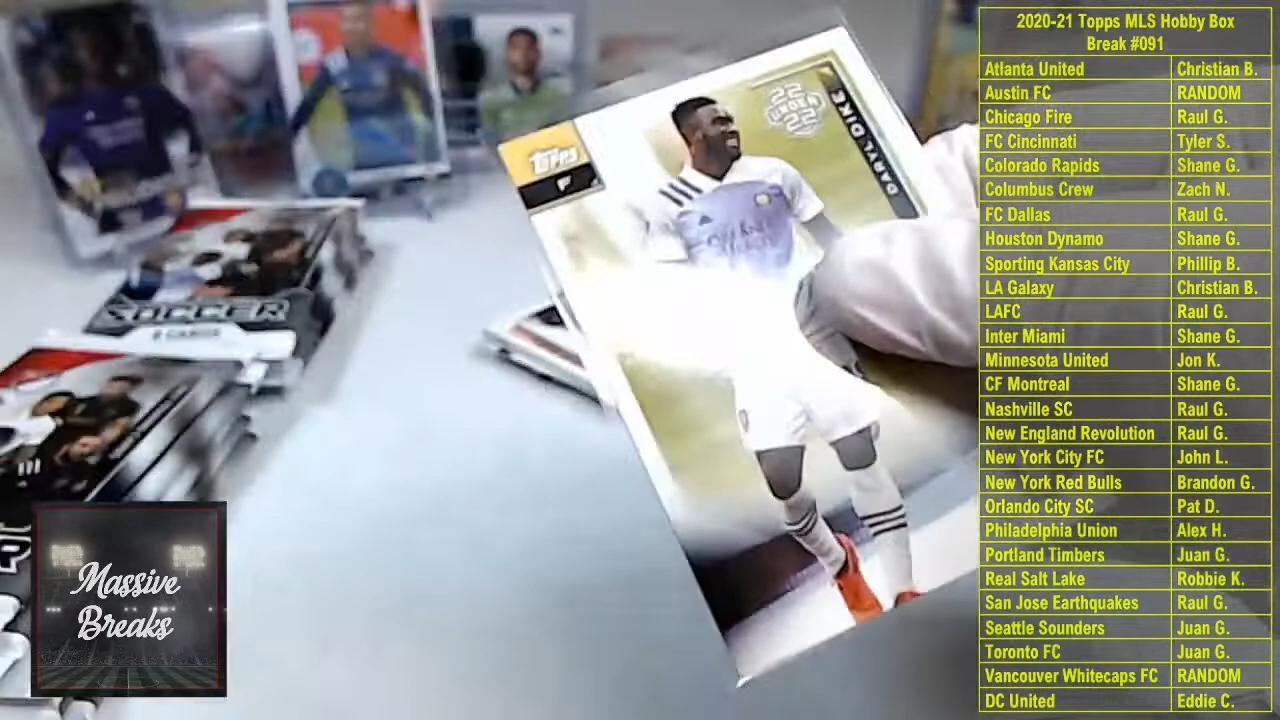 2020-21 Topps MLS Hobby Box
Break #091
Atlanta United Christian B.
Austin FC RANDOM
Chicago Fire Raul G.
FC Cincinnati Tyler S.
Colorado Rapids Shane G.
Columbus Crew Zach N.
FC Dallas Raul G.
Houston Dynamo Shane G.
Sporting Kansas City Phillip B.
LA Galaxy Christian B.
LAFC Raul G.
Inter Miami Shane G.
Minnesota United Jon K.
CF Montreal Shane G.
Nashville SC Raul G.
New England Revolution Raul G.
New York City FC John L.
New York Red Bulls Brandon G.
Orlando City SC Pat D.
Philadelphia Union Alex H.
Portland Timbers Juan G.
Real Salt Lake Robbie K.
San Jose Earthquakes Raul G.
Seattle Sounders Juan G.
Toronto FC Juan G.
Vancouver Whitecaps FC RANDOM
DC United Eddie C.
Topps
F
22
UNDER
22
DARYL DIKE
SOCCER
Massive
Breaks